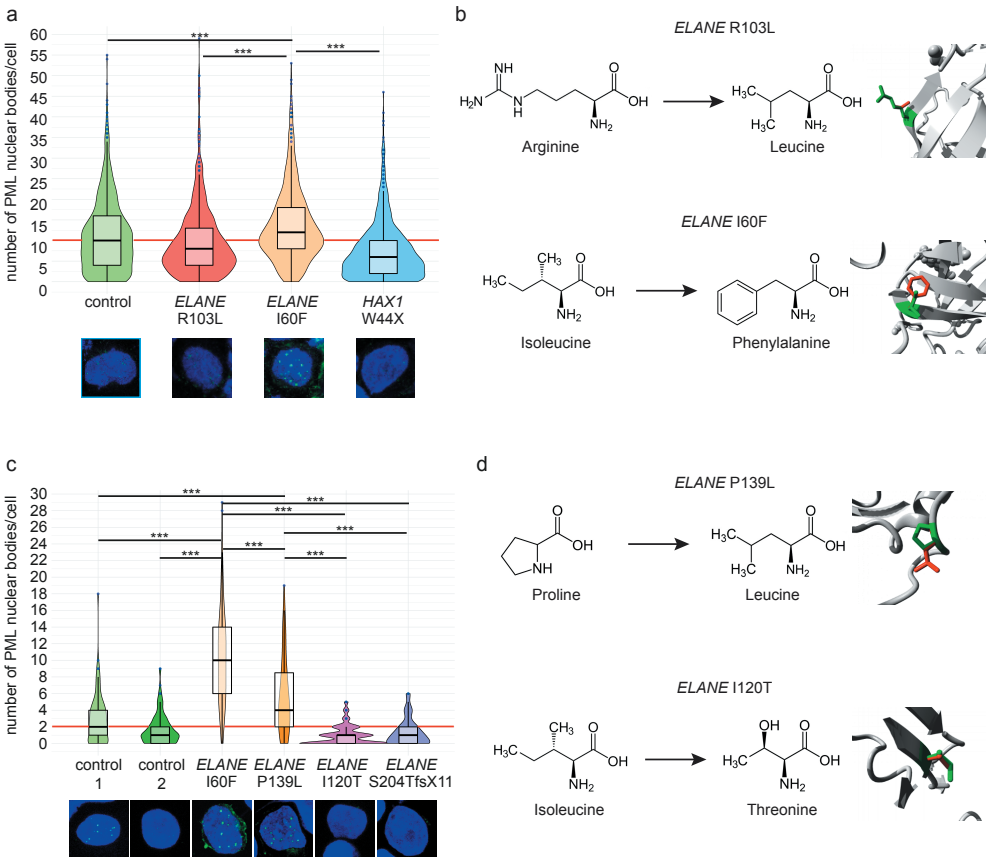 a
number of PML nuclear bodies/cell
60
55
50
45
40
35
30
25
20
15
10
5
0
***
***
***
control
ELANE
R103L
ELANE
I60F
HAX1
W44X
b
ELANE R103L
NH
H₂N
N
H
O
OH
NH₂
Arginine
CH₃
H₃C
O
OH
NH₂
Leucine
ELANE I60F
CH₃
H₃C
O
OH
NH₂
Isoleucine
O
OH
NH₂
Phenylalanine
c
number of PML nuclear bodies/cell
30
28
26
24
22
20
18
16
14
12
10
8
6
4
2
0
***
***
***
***
***
***
***
***
control
1
control
2
ELANE
I60F
ELANE
P139L
ELANE
I120T
ELANE
S204TfsX11
d
ELANE P139L
O
OH
NH
Proline
H₃C
H₃C
O
OH
NH₂
Leucine
ELANE I120T
CH₃
H₃C
O
OH
NH₂
Isoleucine
OH
H₃C
O
OH
NH₂
Threonine